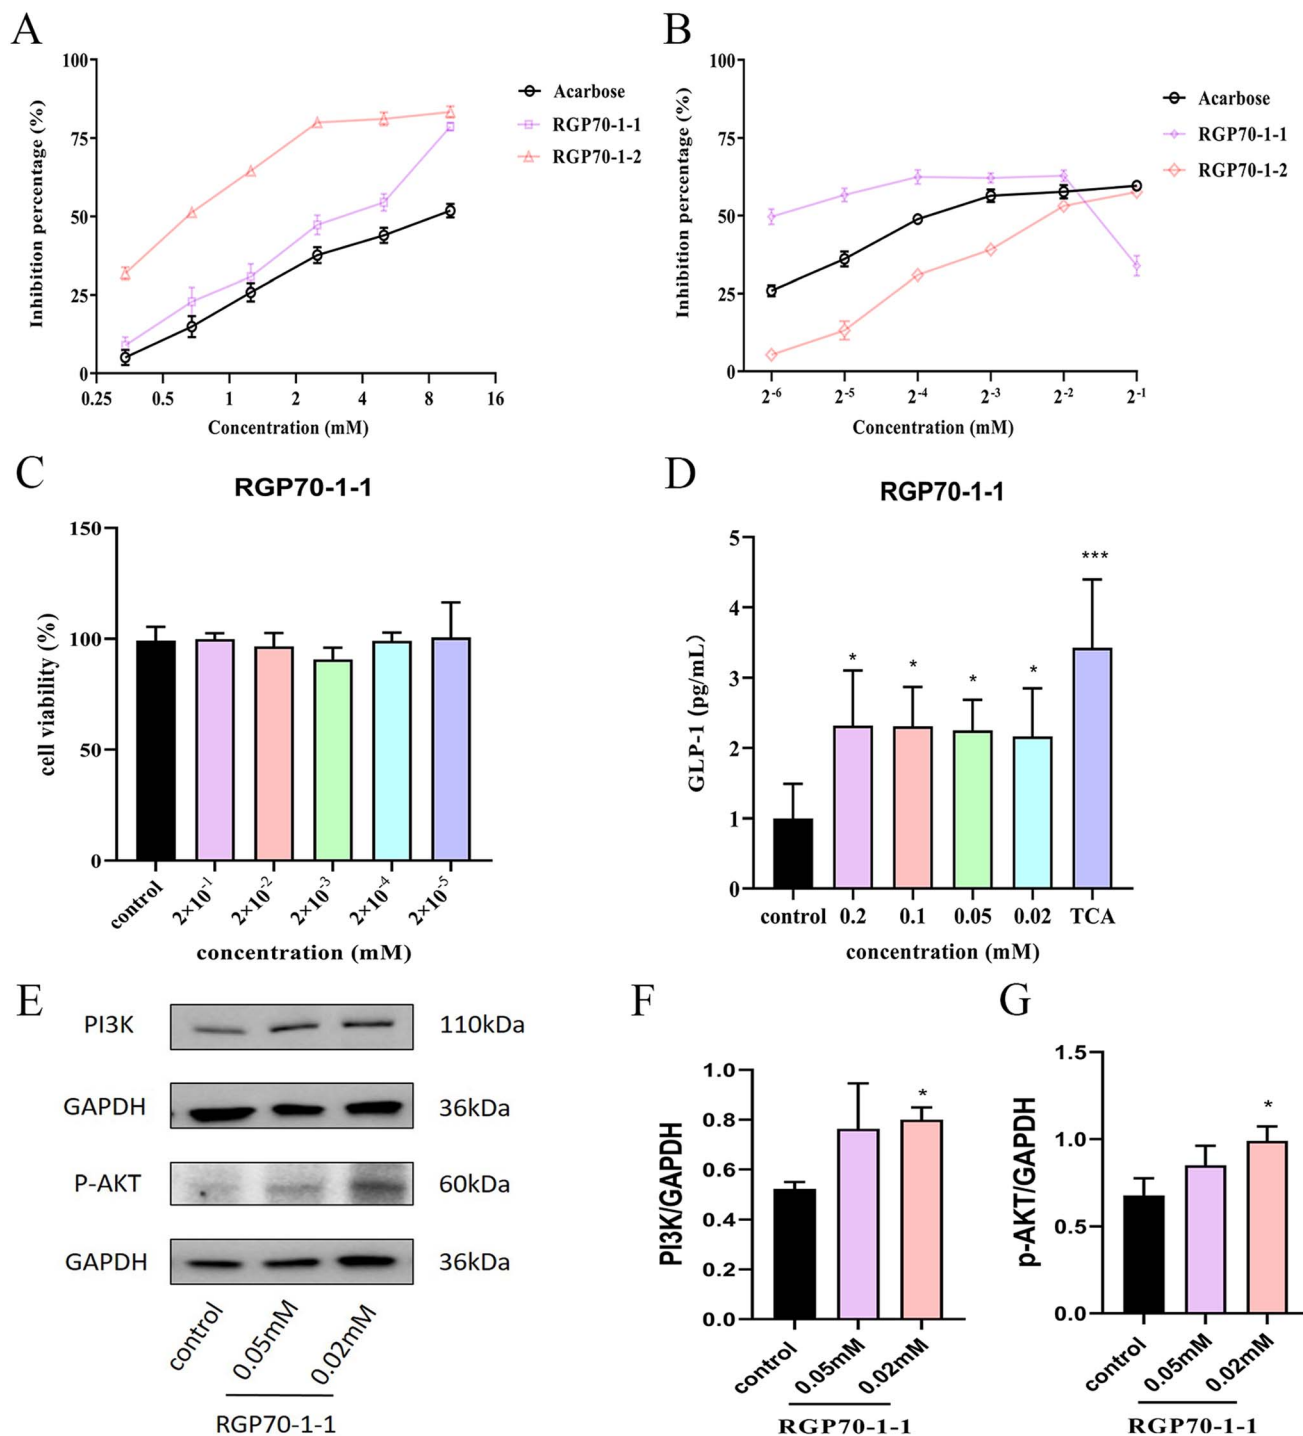 A
100
75
50
25
0
Inhibition percentage (%)
0.25 0.5 1 2 4 8 16
Concentration (mM)
Acarbose
RGP70-1-1
RGP70-1-2
B
100
75
50
25
0
Inhibition percentage (%)
2-6 2-5 2-4 2-3 2-2 2-1
Concentration (mM)
Acarbose
RGP70-1-1
RGP70-1-2
C
RGP70-1-1
150
100
50
0
cell viability (%)
control 2×10-1 2×10-2 2×10-3 2×10-4 2×10-5
concentration (mM)
D
RGP70-1-1
5
4
3
2
1
0
GLP-1 (pg/mL)
* * * * ***
control 0.2 0.1 0.05 0.02 TCA
concentration (mM)
E
PI3K 110kDa
GAPDH 36kDa
P-AKT 60kDa
GAPDH 36kDa
control 0.05mM 0.02mM
RGP70-1-1
F
1.0
0.8
0.6
0.4
0.2
0.0
PI3K/GAPDH
*
control 0.05mM 0.02mM
RGP70-1-1
G
1.5
1.0
0.5
0.0
p-AKT/GAPDH
*
control 0.05mM 0.02mM
RGP70-1-1